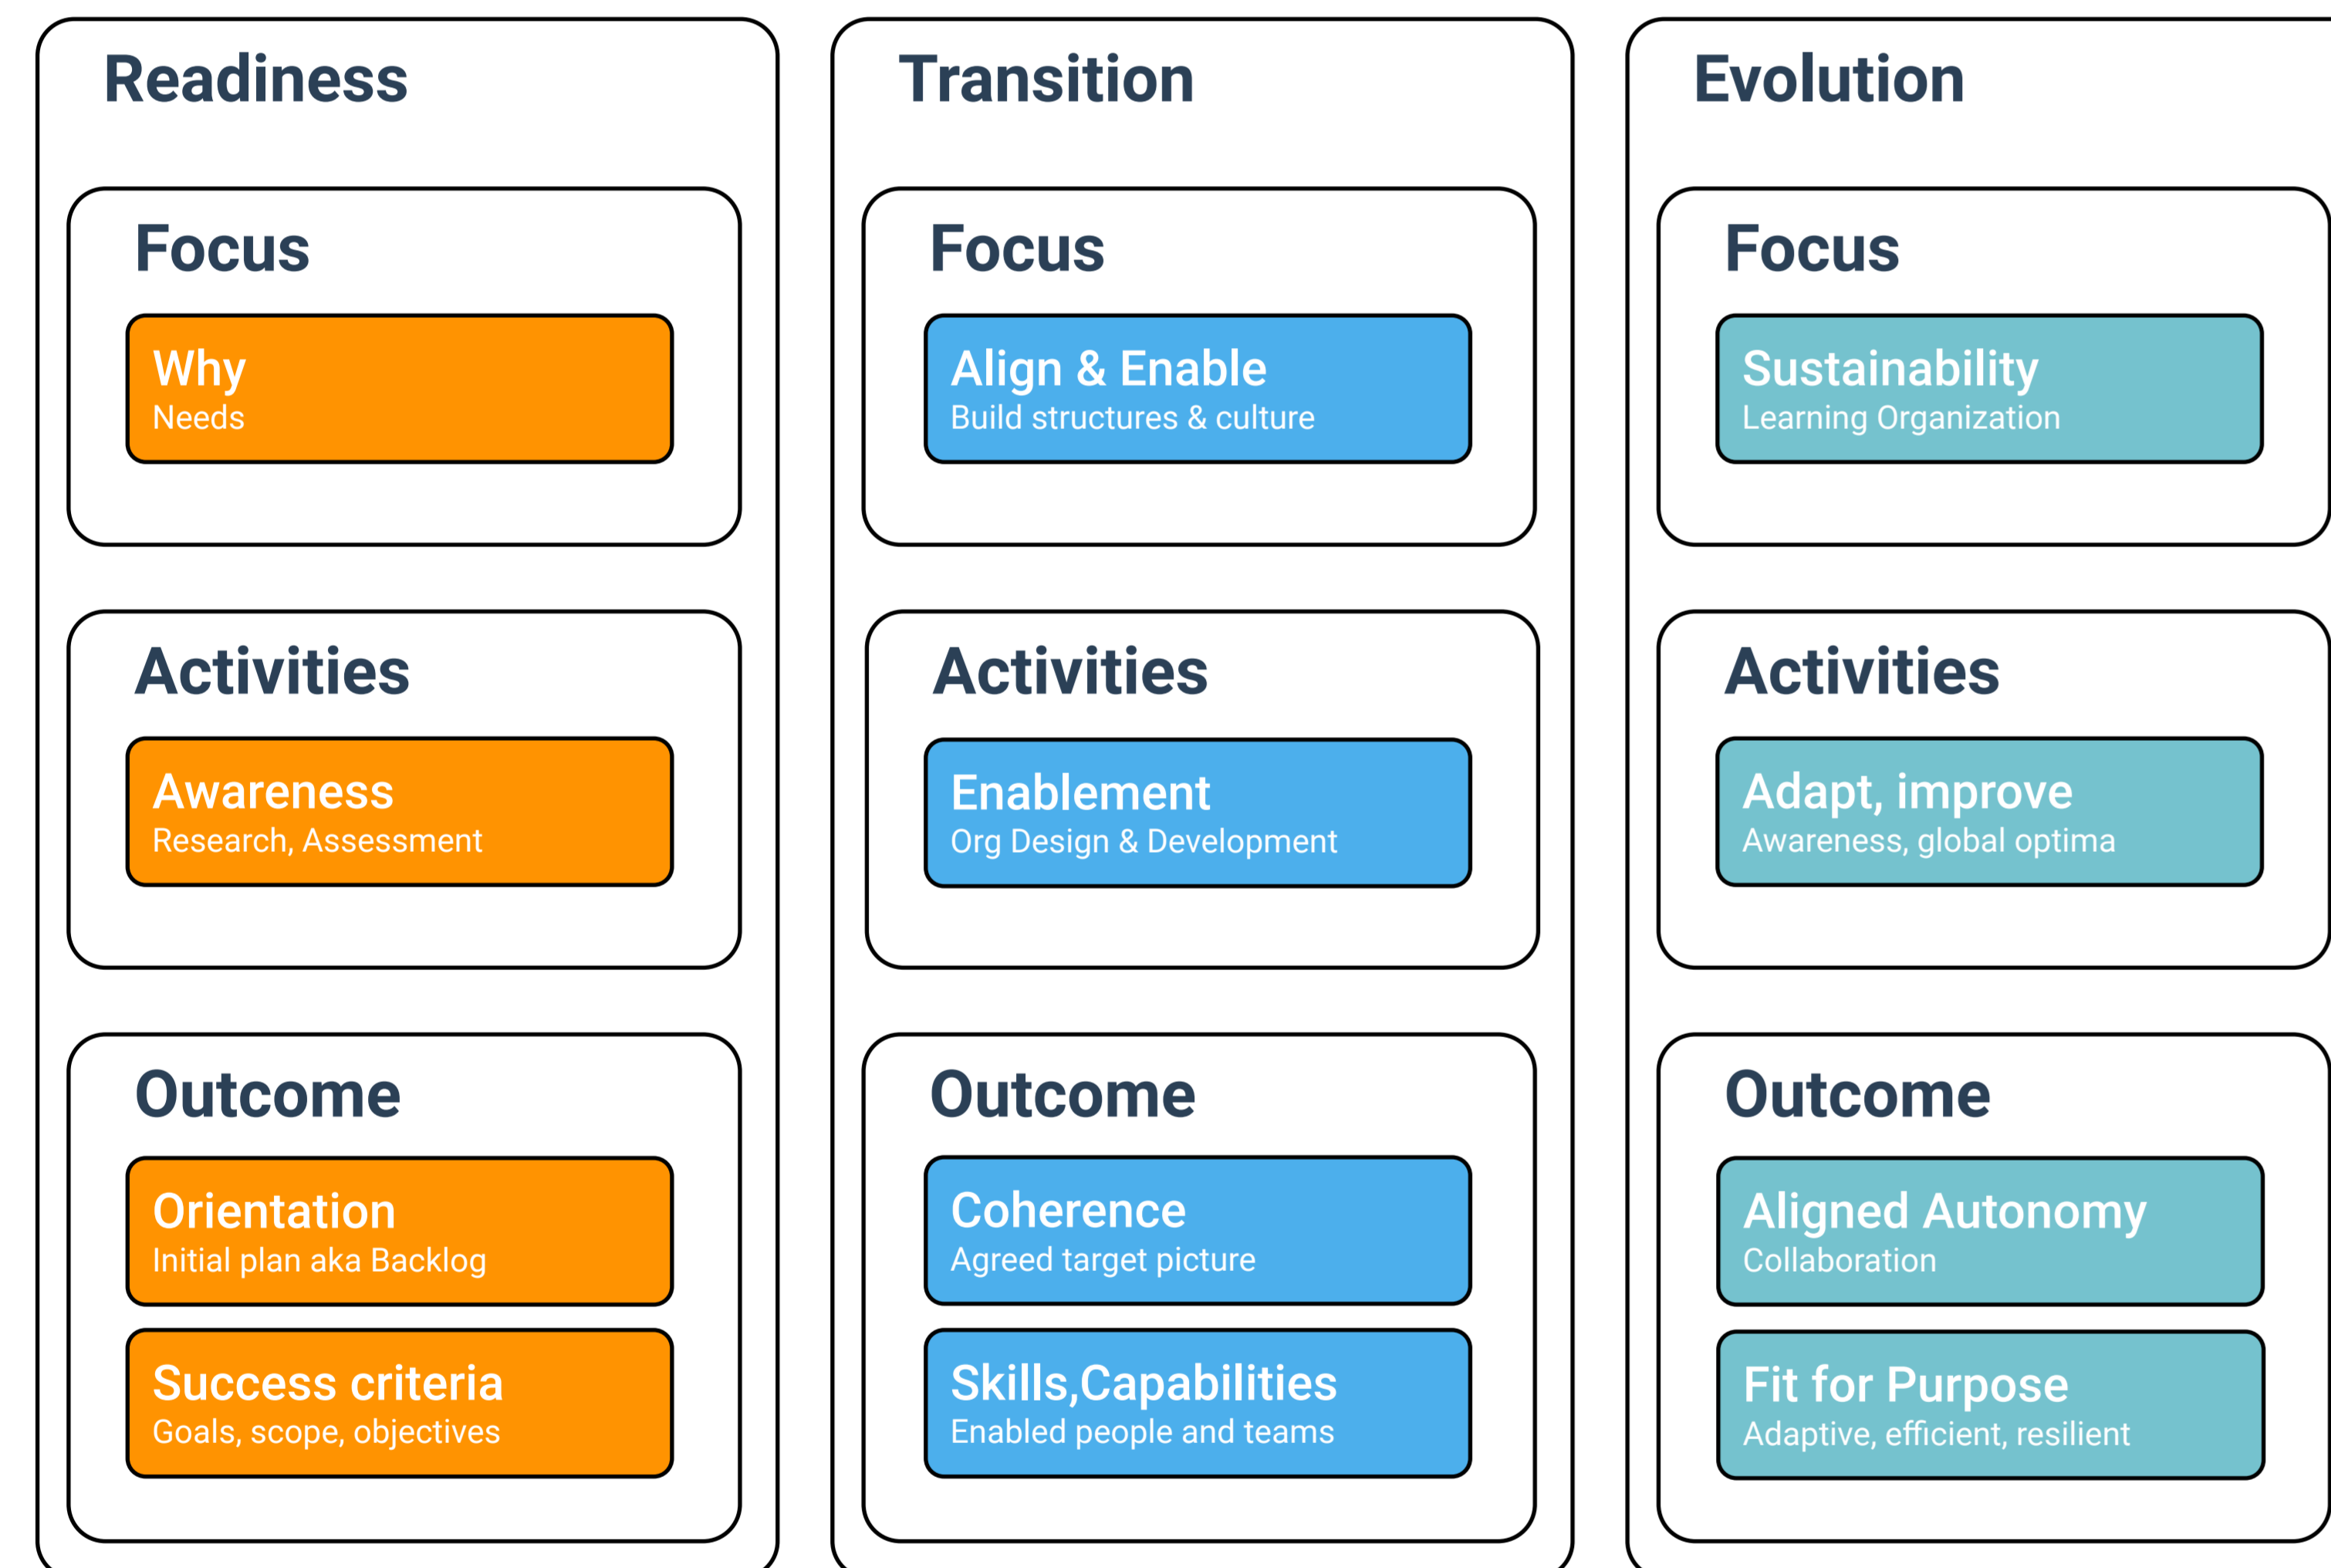 Readiness
Focus
Why
Needs
Activities
Awareness
Research, Assessment
Outcome
Orientation
Initial plan aka Backlog
Success criteria
Goals, scope, objectives
Transition
Focus
Align & Enable
Build structures & culture
Activities
Enablement
Org Design & Development
Outcome
Coherence
Agreed target picture
Skills,Capabilities
Enabled people and teams
Evolution
Focus
Sustainability
Learning Organization
Activities
Adapt, improve
Awareness, global optima
Outcome
Aligned Autonomy
Collaboration
Fit for Purpose
Adaptive, efficient, resilient